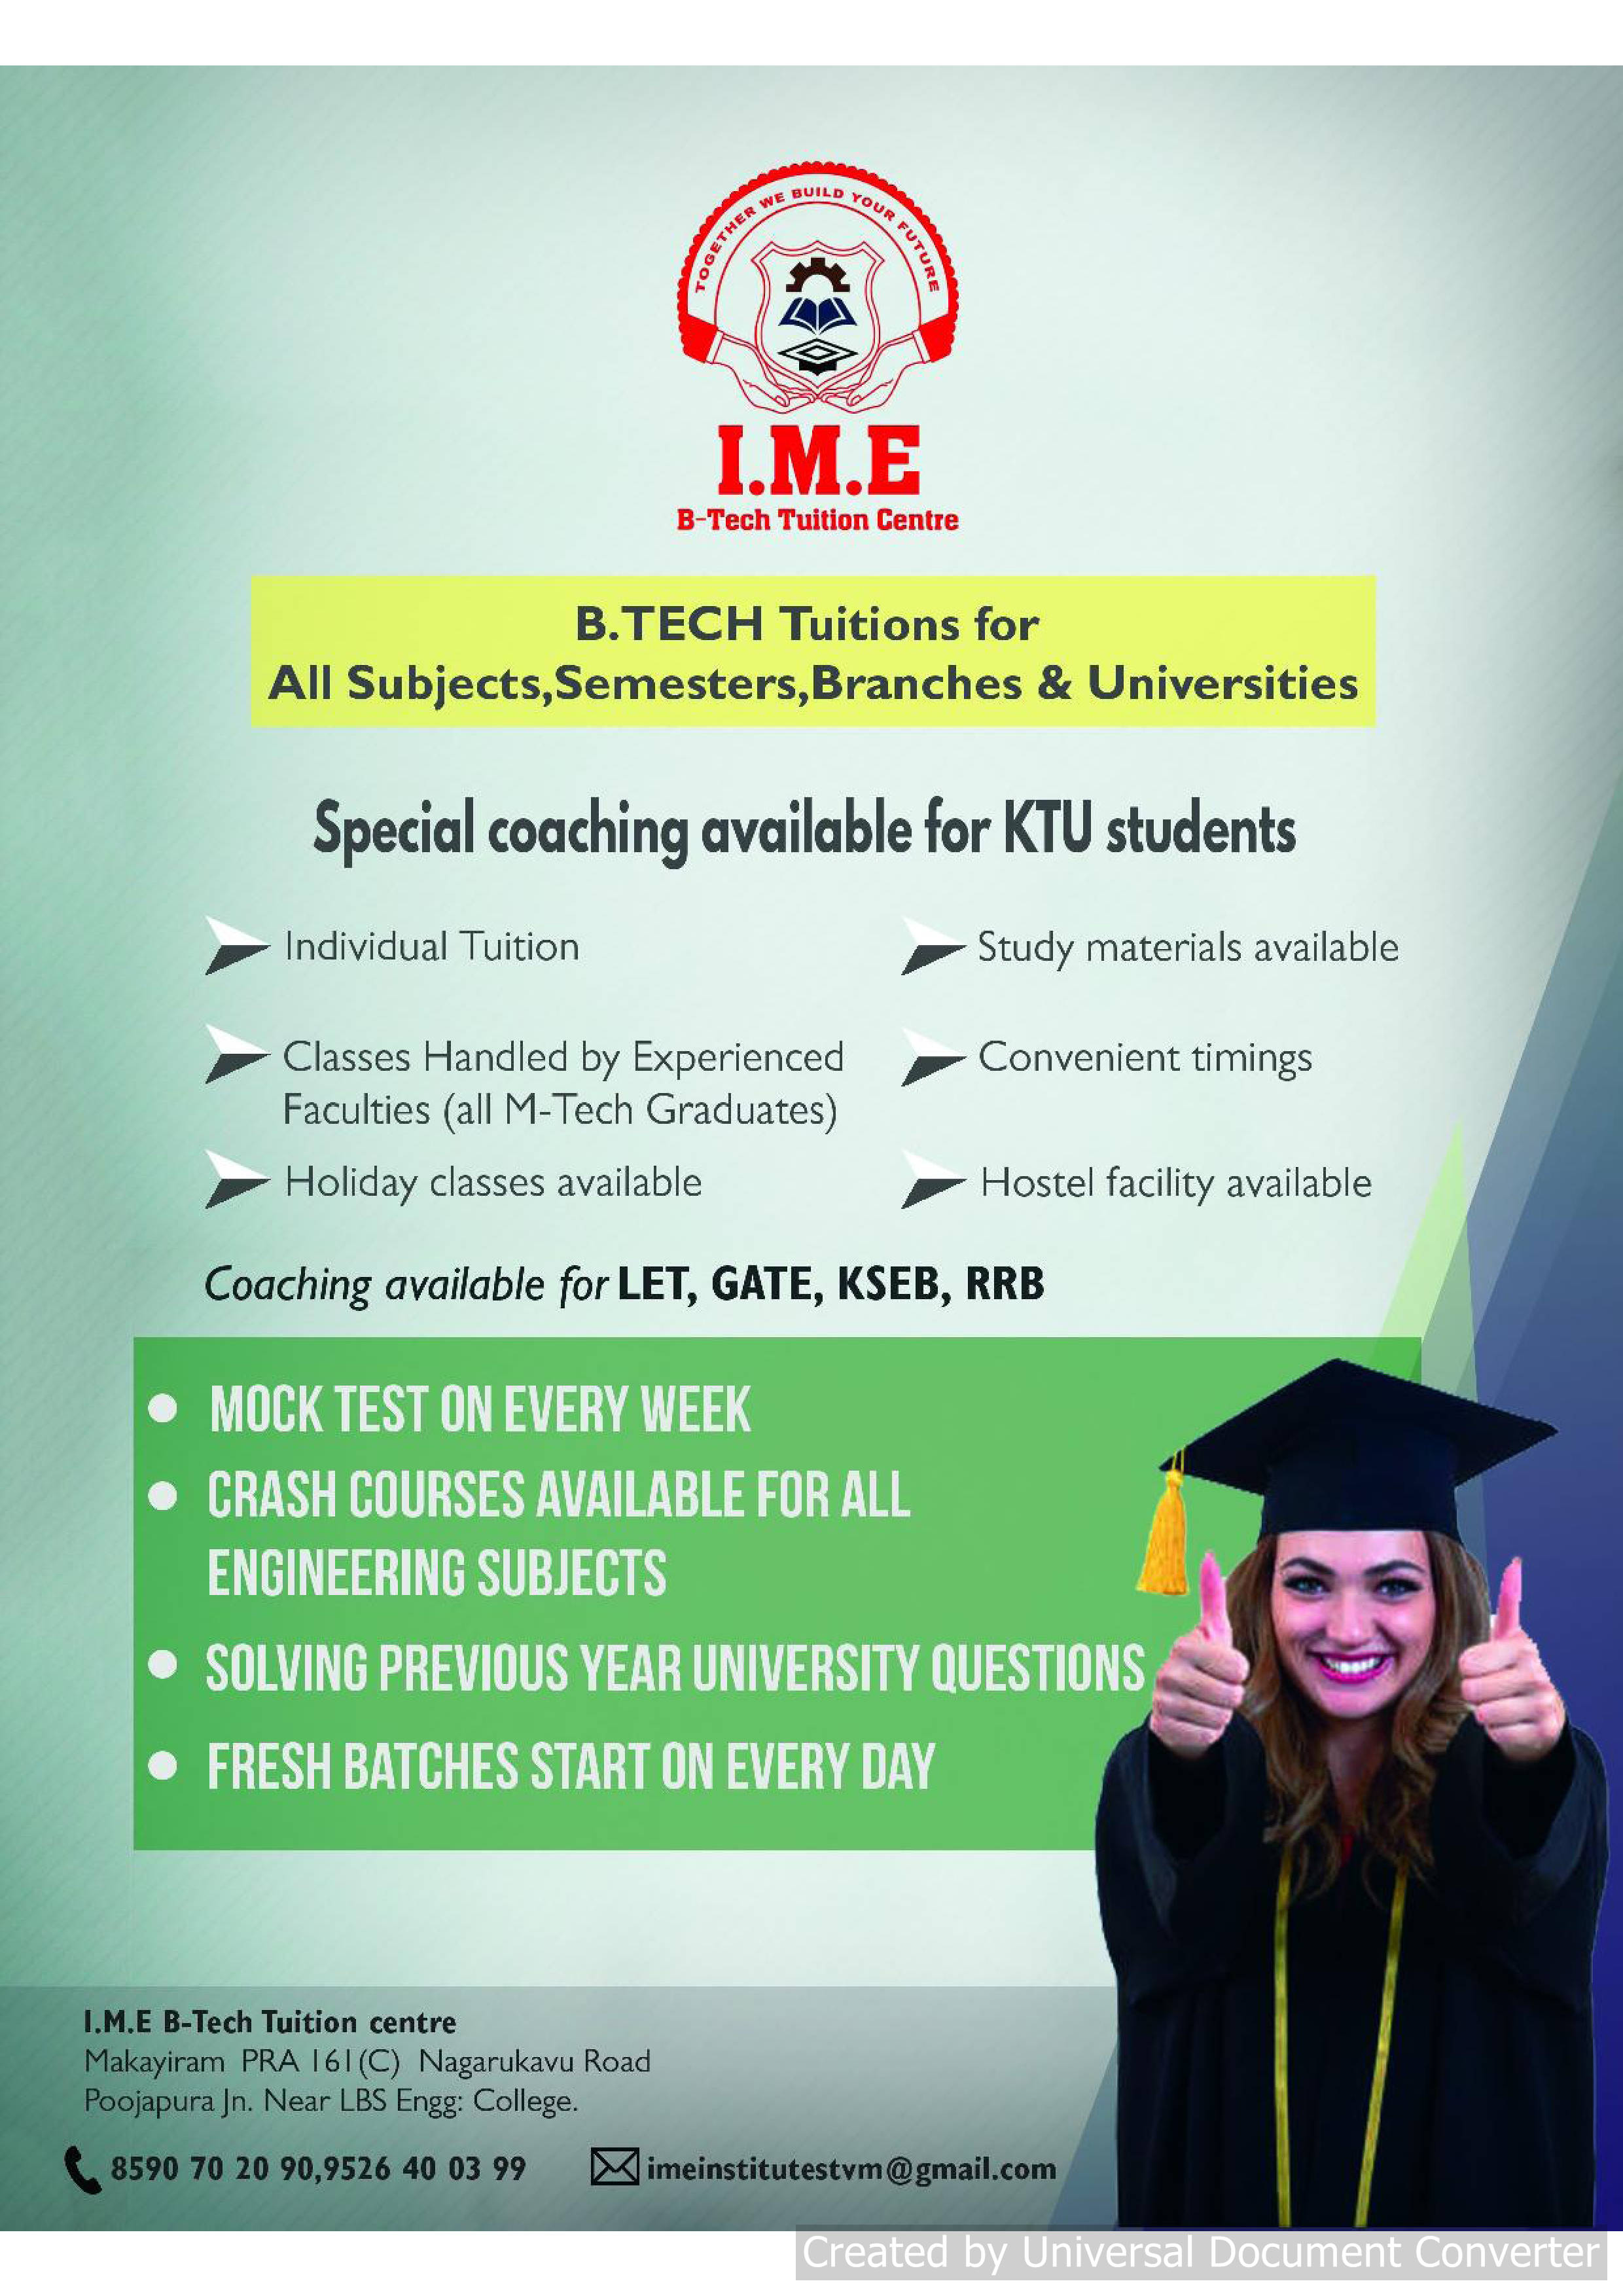 TOGETHER WE BUILD YOUR FUTURE
I.M.E
B-Tech Tuition Centre
B.TECH Tuitions for
All Subjects,Semesters,Branches & Universities
Special coaching available for KTU students
Individual Tuition
Study materials available
Classes Handled by Experienced
Faculties (all M-Tech Graduates)
Convenient timings
Holiday classes available
Hostel facility available
Coaching available for LET, GATE, KSEB, RRB
MOCK TEST ON EVERY WEEK
CRASH COURSES AVAILABLE FOR ALL
ENGINEERING SUBJECTS
SOLVING PREVIOUS YEAR UNIVERSITY QUESTIONS
FRESH BATCHES START ON EVERY DAY
I.M.E B-Tech Tuition centre
Makayiram PRA 161(C) Nagarukavu Road
Poojapura Jn. Near LBS Engg: College.
8590 70 20 90,9526 40 03 99
imeinstitutestvm@gmail.com
Created by Universal Document Converter